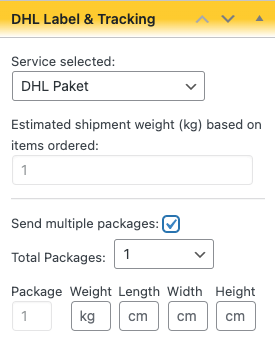 DHL Label & Tracking
Service selected:
DHL Paket
Estimated shipment weight (kg) based on
items ordered:
1
Send multiple packages:
Total Packages: 1
Package Weight Length Width Height
1 kg cm cm cm